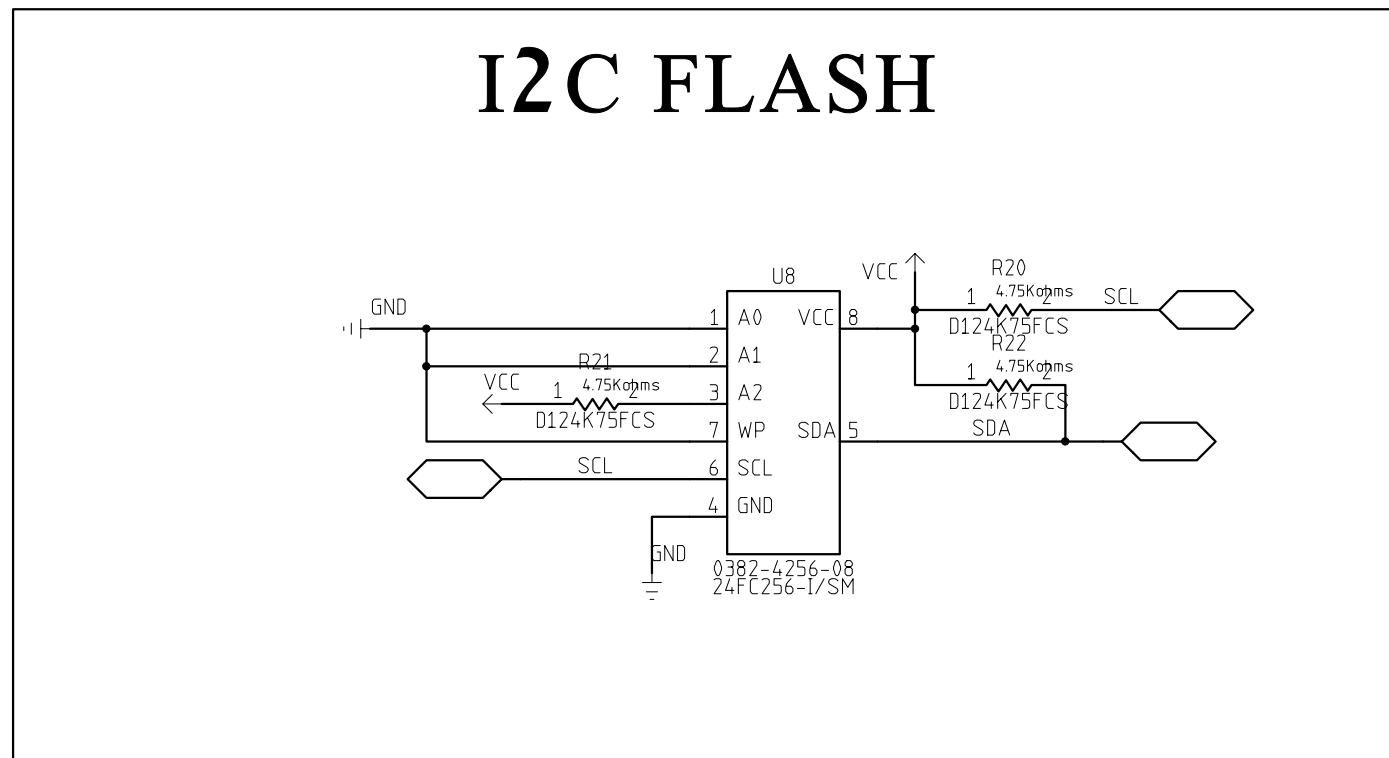 I2C FLASH
U8
VCC
R20
1 4.75Kohms 2 SCL
D124K75FCS
GND
1 A0 VCC 8
R22
2 A1
1 4.75Kohms 2
D124K75FCS
R21
VCC 1 4.75Kohms 2
D124K75FCS
3 A2
7 WP SDA 5
SDA
SCL
6 SCL
4 GND
GND
0382-4256-08
24FC256-I/SM